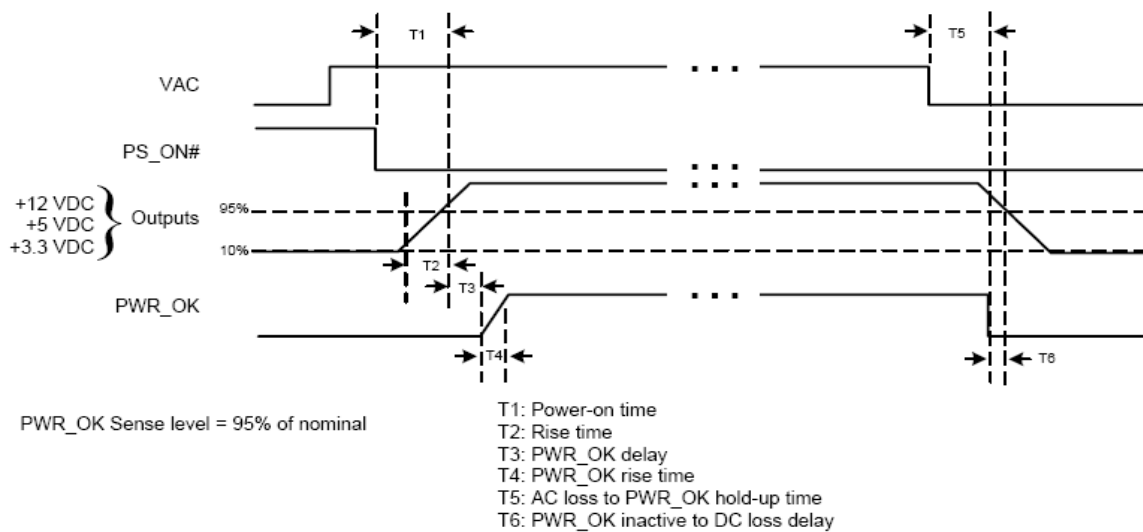 T1
T5
VAC
PS_ON#
+12 VDC
+5 VDC
+3.3 VDC
Outputs
95%
10%
T2
T3
PWR_OK
T4
T6
PWR_OK Sense level = 95% of nominal
T1: Power-on time
T2: Rise time
T3: PWR_OK delay
T4: PWR_OK rise time
T5: AC loss to PWR_OK hold-up time
T6: PWR_OK inactive to DC loss delay